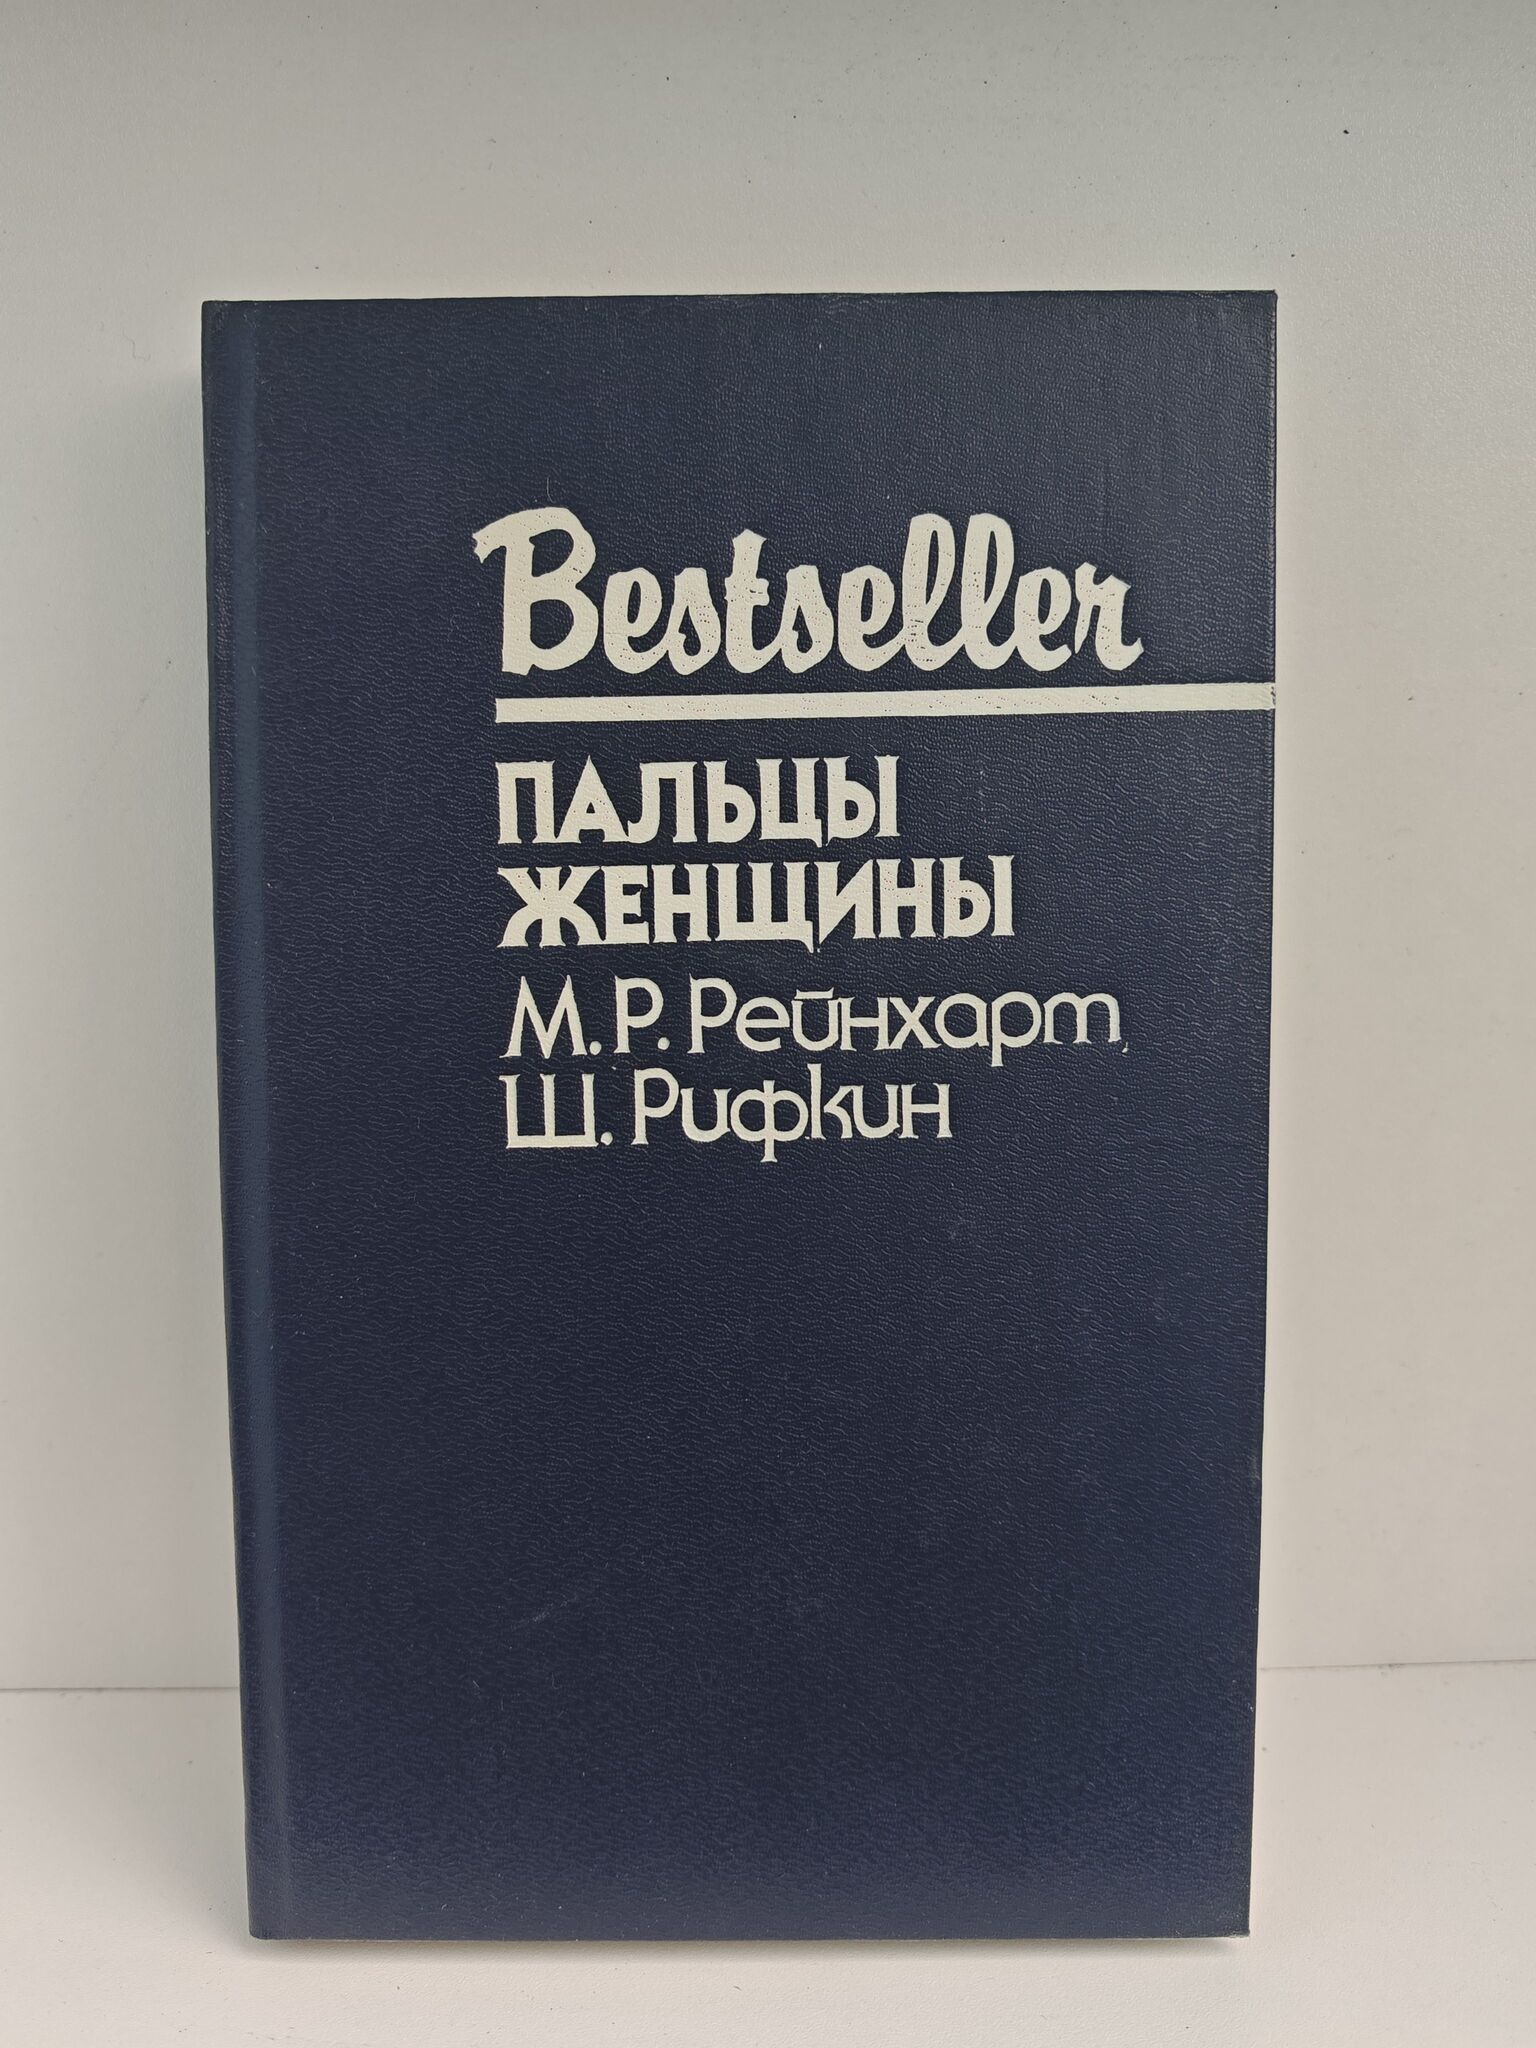 Bestseller
ПАЛЬЦЫ
ЖЕНЩИНЫ
М. Р. Рейнхарт,
Ш. Рифкин